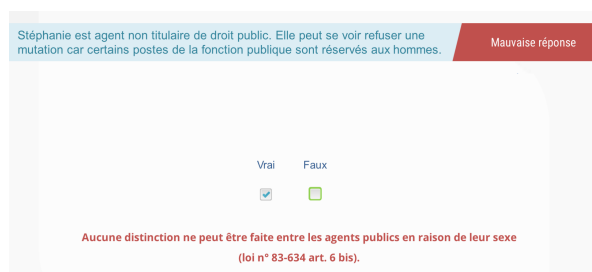 Stéphanie est agent non titulaire de droit public. Elle peut se voir refuser une
mutation car certains postes de la fonction publique sont réservés aux hommes.
Mauvaise réponse
Vrai Faux
Aucune distinction ne peut être faite entre les agents publics en raison de leur sexe
(loi n° 83-634 art. 6 bis).